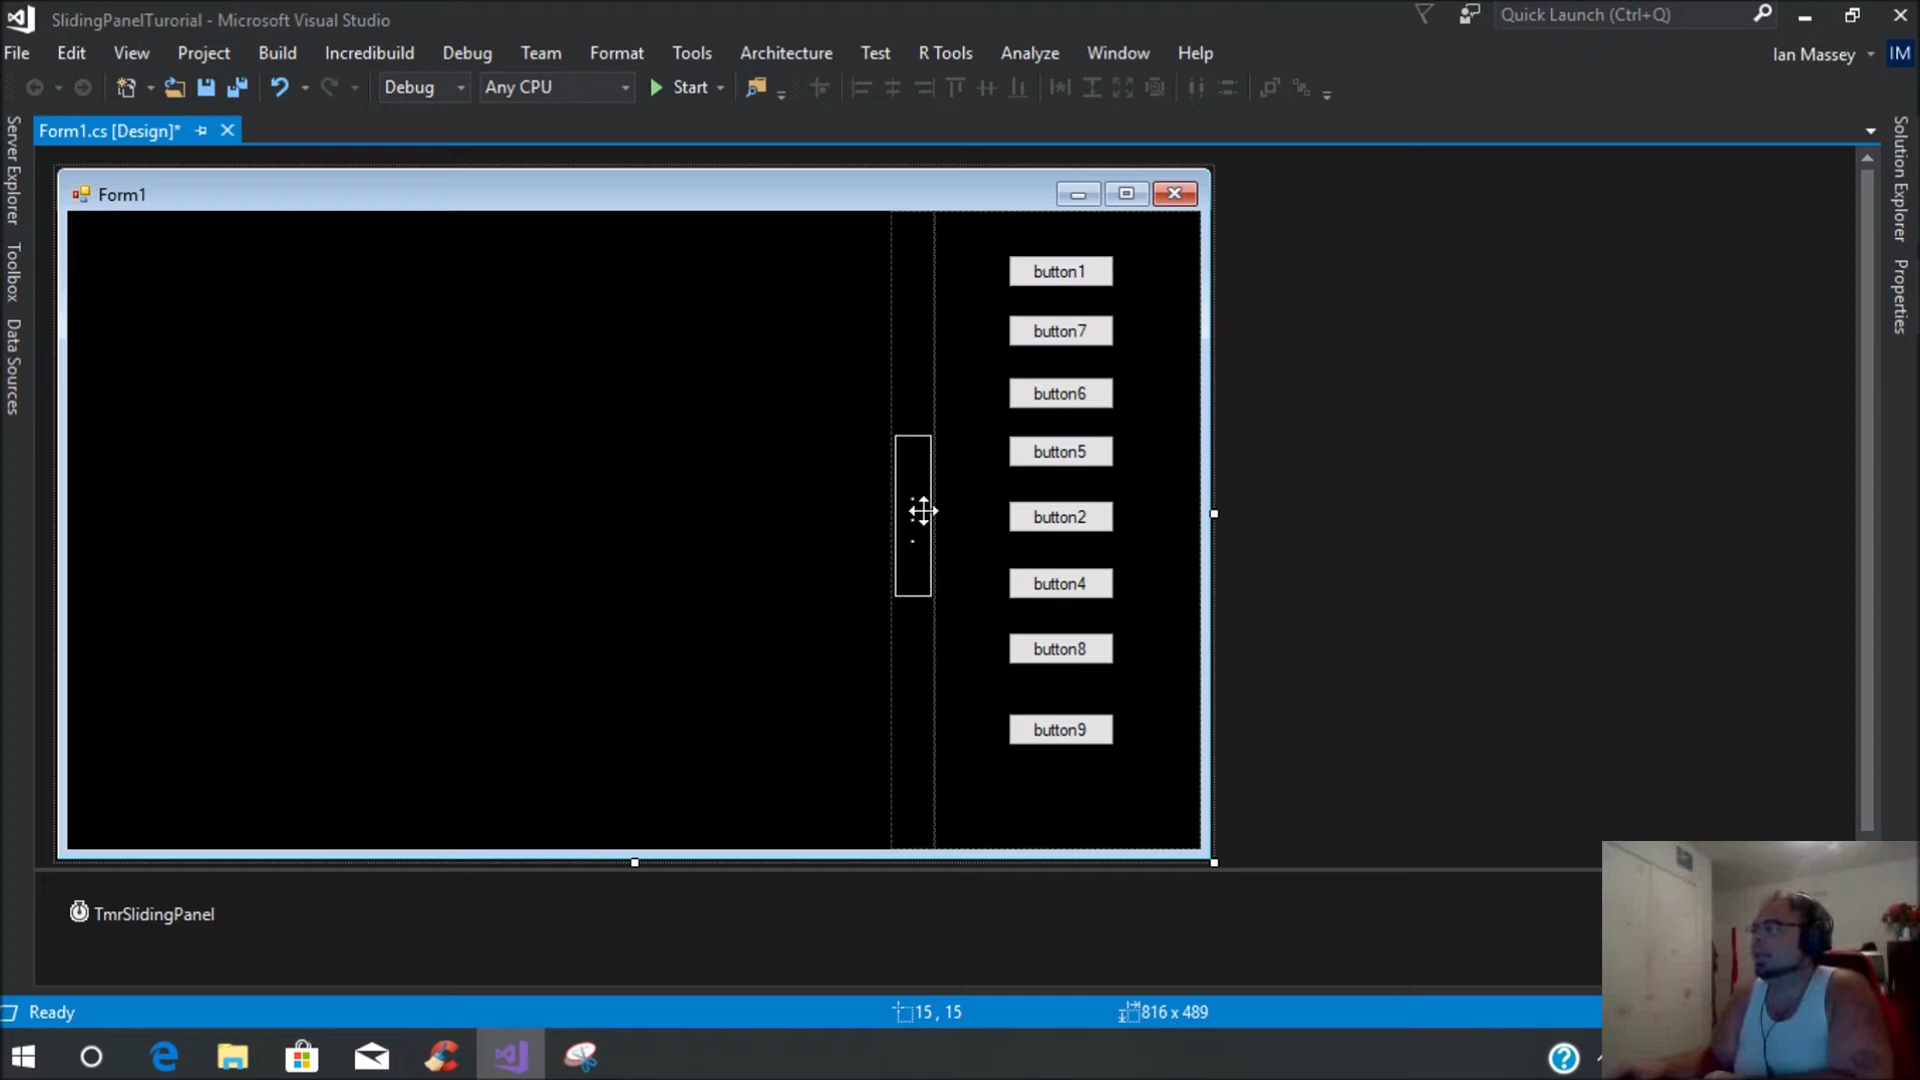 SlidingPanelTurorial - Microsoft Visual Studio
Quick Launch (Ctrl+Q)
File Edit View Project Build Incredibuild Debug Team Format Tools Architecture Test R Tools Analyze Window Help
Ian Massey IM
Debug Any CPU Start
Form1.cs [Design]*
Server Explorer
Toolbox
Data Sources
Solution Explorer
Properties
Form1
button1
button7
button6
button5
button2
button4
button8
button9
TmrSlidingPanel
Ready 15 , 15 816 x 489